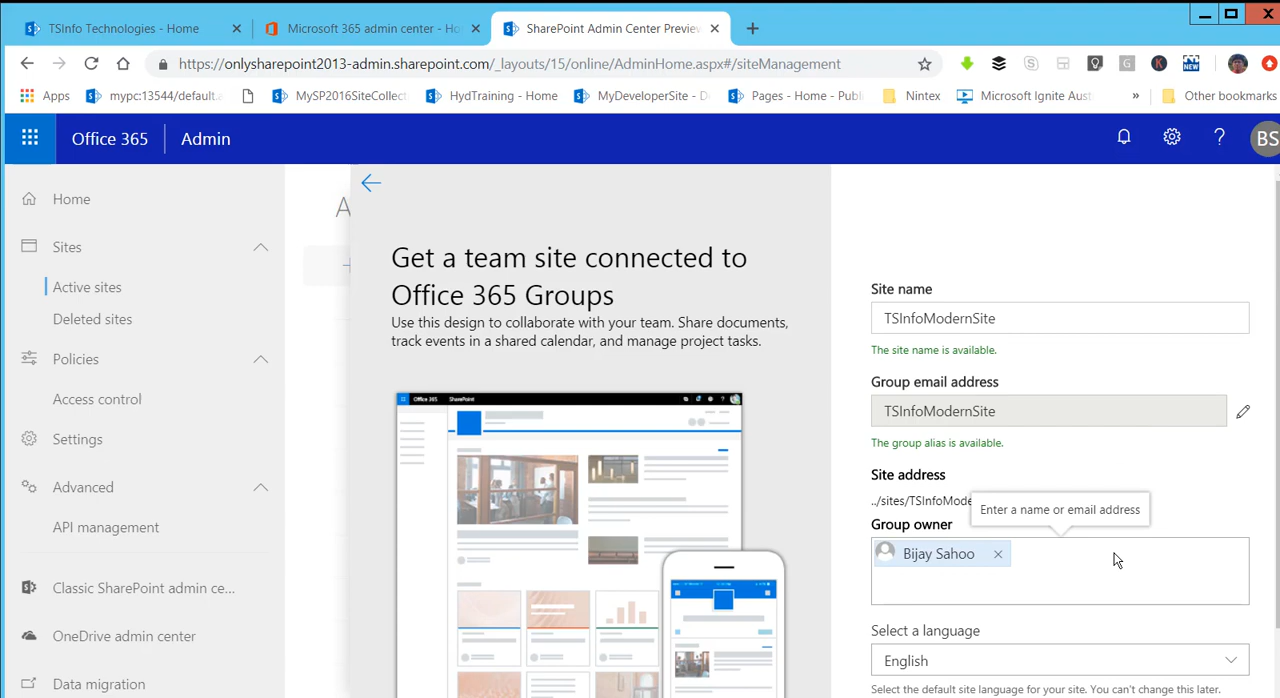 TSInfo Technologies - Home
Microsoft 365 admin center - Ho
SharePoint Admin Center Preview
https://onlysharepoint2013-admin.sharepoint.com/_layouts/15/online/AdminHome.aspx#/siteManagement
Apps
mypc:13544/default.
MySP2016SiteCollect
HydTraining - Home
MyDeveloperSite - D
Pages - Home - Publ
Nintex
Microsoft Ignite Aust
»
Other bookmarks
Office 365
Admin
BS
Home
Sites
Active sites
Deleted sites
Policies
Access control
Settings
Advanced
API management
Classic SharePoint admin ce...
OneDrive admin center
Data migration
A
Get a team site connected to
Office 365 Groups
Use this design to collaborate with your team. Share documents,
track events in a shared calendar, and manage project tasks.
Office 365 SharePoint
Site name
TSInfoModernSite
The site name is available.
Group email address
TSInfoModernSite
The group alias is available.
Site address
../sites/TSInfoMode
Enter a name or email address
Group owner
Bijay Sahoo
Select a language
English
Select the default site language for your site. You can't change this later.